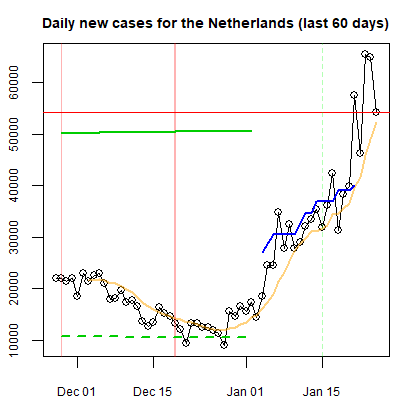 Daily new cases for the Netherlands (last 60 days)
60000
50000
40000
30000
20000
10000
Dec 01
Dec 15
Jan 01
Jan 15